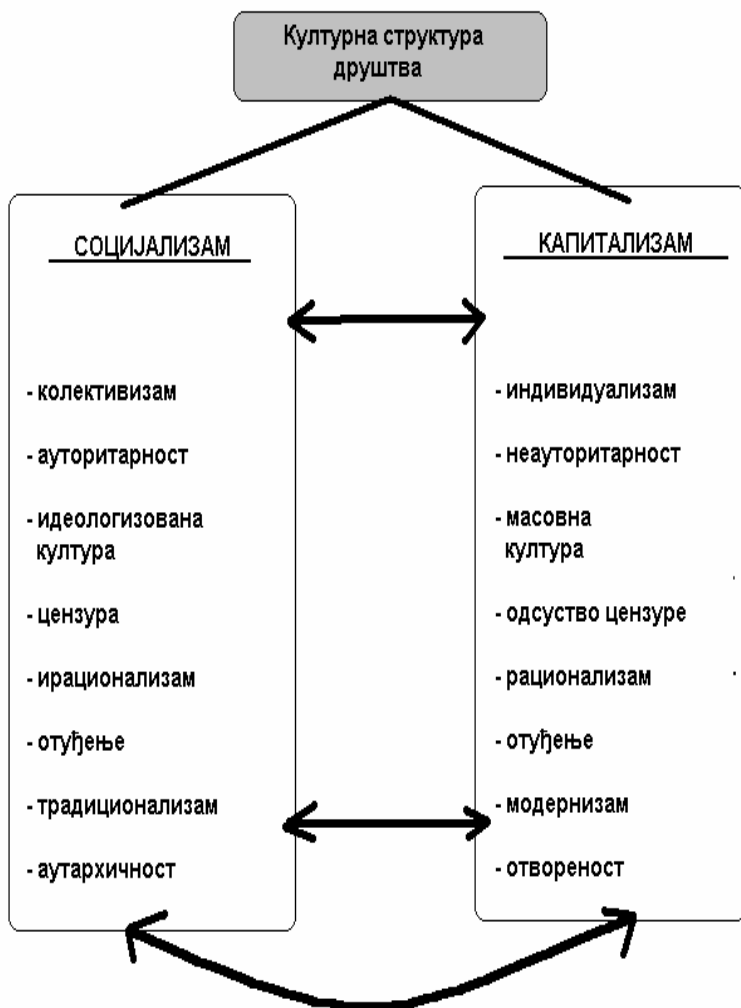 Културна структура
друштва
СОЦИЈАЛИЗАМ
- колективизам
- ауторитарност
- идеологизована
култура
- цензура
- ирационализам
- отуђење
- традиционализам
- аутархичност
КАПИТАЛИЗАМ
- индивидуализам
- неауторитарност
- масовна
култура
- одсуство цензуре
- рационализам
- отуђење
- модернизам
- отвореност